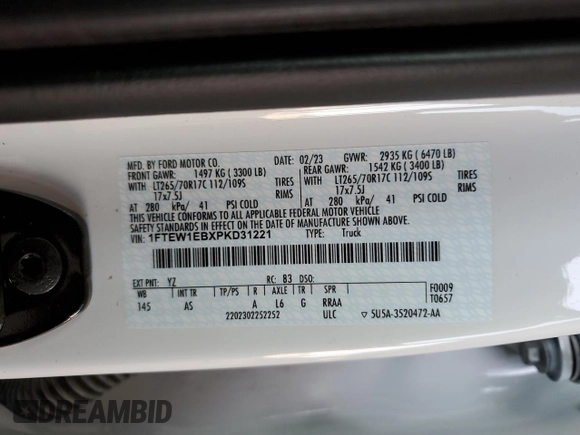 MFD. BY FORD MOTOR CO. 02/23 GVWR: 2935 KG ( 6470 LB)
FRONT GAWR: 1497 KG ( 3300 LB) REAR GAWR: 1542 KG ( 3400 LB)
WITH LT265/70R17C 112/109S TIRES WITH LT265/70R17C 112/109S TIRES
17x7.5J RIMS 17x7.5J RIMS
AT 280 kPa/ 41 PSI COLD AT 280 kPa/ 41 PSI COLD
THIS VEHICLE CONFORMS TO ALL APPLICABLE FEDERAL MOTOR VEHICLE
SAFETY STANDARDS IN EFFECT ON THE DATE OF MANUFACTURE SHOWN ABOVE.
VIN: 1FTEW1EBXPKD31221 TYPE: Truck
EXT PNT: YZ RC: 83 DSO:
WB INT TR TP/PS R AXLE TR SPR F0009
145 AS A L6 G RRAA T0657
2202302252252 ULC 5U5A-3520472-AA
DREAMBID